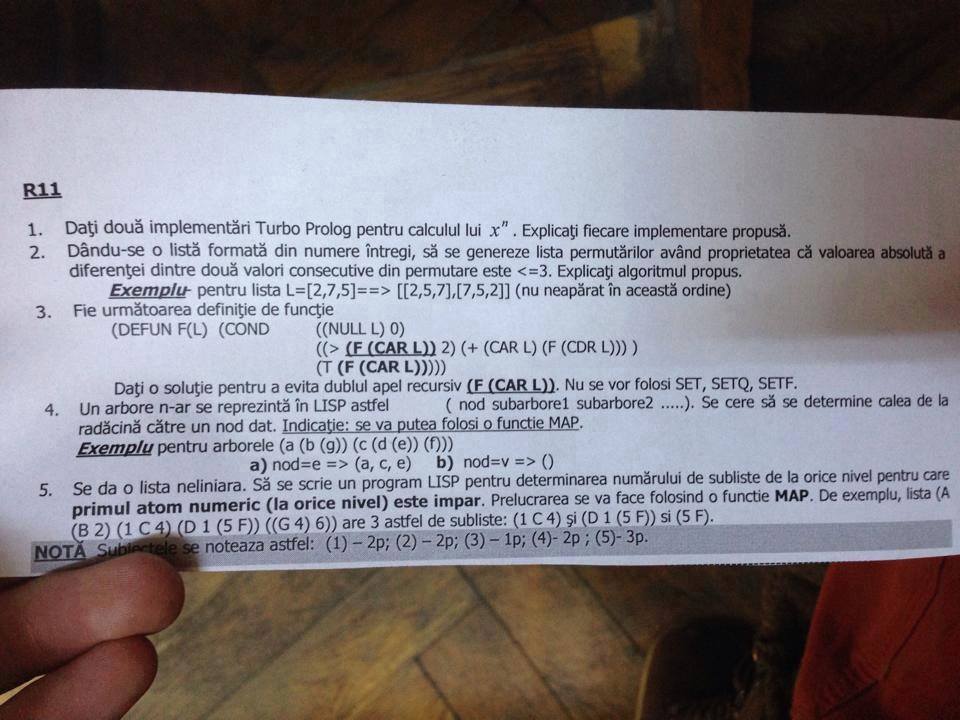 R11
1. Daţi două implementări Turbo Prolog pentru calculul lui xⁿ . Explicaţi fiecare implementare propusă.
2. Dându-se o listă formată din numere întregi, să se genereze lista permutărilor având proprietatea că valoarea absolută a
diferenţei dintre două valori consecutive din permutare este <=3. Explicaţi algoritmul propus.
Exemplu- pentru lista L=[2,7,5]==> [[2,5,7],[7,5,2]] (nu neapărat în această ordine)
3. Fie următoarea definiţie de funcţie
(DEFUN F(L) (COND ((NULL L) 0)
((> (F (CAR L)) 2) (+ (CAR L) (F (CDR L))) )
(T (F (CAR L)))))
Daţi o soluţie pentru a evita dublul apel recursiv (F (CAR L)). Nu se vor folosi SET, SETQ, SETF.
4. Un arbore n-ar se reprezintă în LISP astfel ( nod subarbore1 subarbore2 .....). Se cere să se determine calea de la
rădăcină către un nod dat. Indicaţie: se va putea folosi o functie MAP.
Exemplu pentru arborele (a (b (g)) (c (d (e)) (f)))
a) nod=e => (a, c, e) b) nod=v => ()
5. Se da o lista neliniara. Să se scrie un program LISP pentru determinarea numărului de subliste de la orice nivel pentru care
primul atom numeric (la orice nivel) este impar. Prelucrarea se va face folosind o functie MAP. De exemplu, lista (A
(B 2) (1 C 4) (D 1 (5 F)) ((G 4) 6)) are 3 astfel de subliste: (1 C 4) şi (D 1 (5 F)) si (5 F).
NOTĂ Subiectele se noteaza astfel: (1) – 2p; (2) – 2p; (3) – 1p; (4)- 2p ; (5)- 3p.